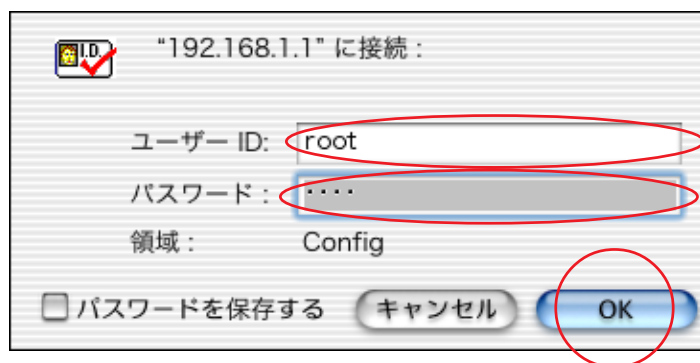 I.D.
“192.168.1.1” に接続 :
ユーザー ID: root
パスワード : ····
領域 : Config
パスワードを保存する キャンセル OK